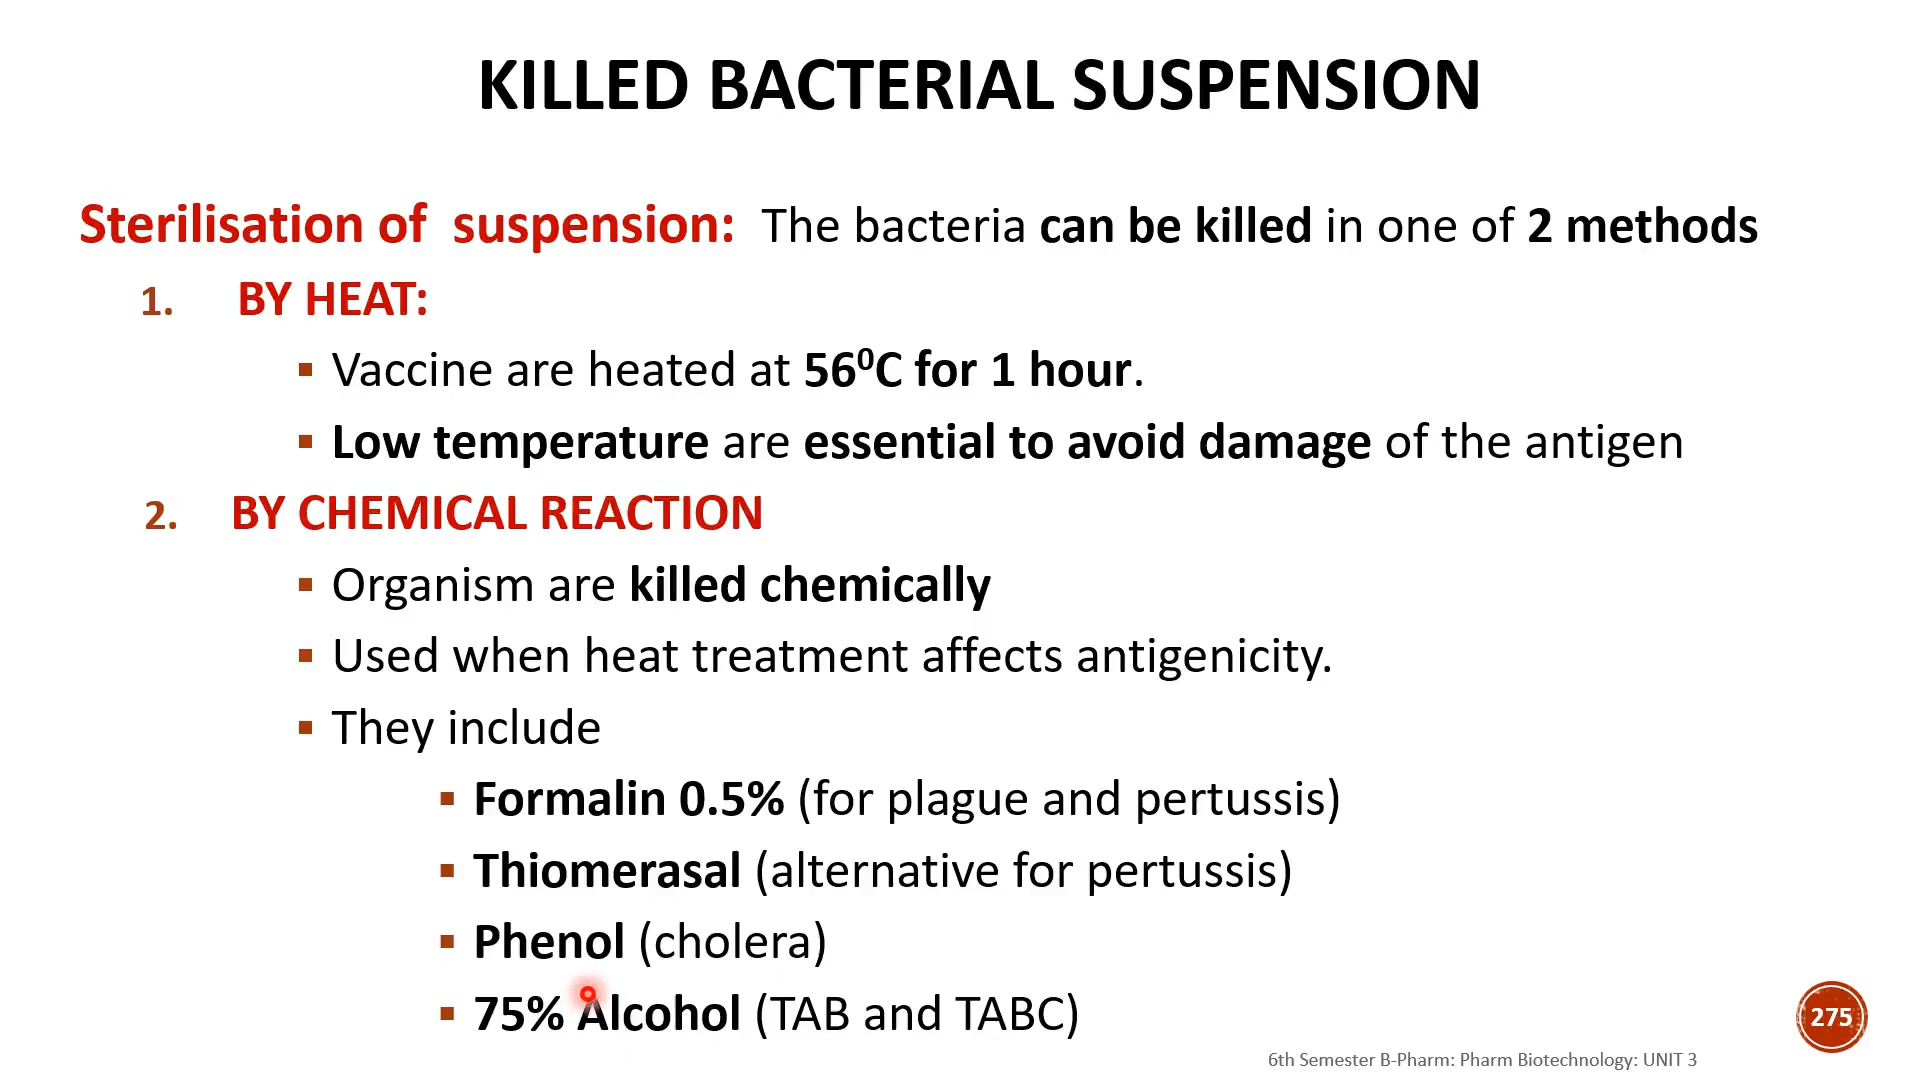 KILLED BACTERIAL SUSPENSION
Sterilisation of suspension: The bacteria can be killed in one of 2 methods
1. BY HEAT:
▪ Vaccine are heated at 56⁰C for 1 hour.
▪ Low temperature are essential to avoid damage of the antigen
2. BY CHEMICAL REACTION
▪ Organism are killed chemically
▪ Used when heat treatment affects antigenicity.
▪ They include
▪ Formalin 0.5% (for plague and pertussis)
▪ Thiomerasal (alternative for pertussis)
▪ Phenol (cholera)
▪ 75% Alcohol (TAB and TABC)
275
6th Semester B-Pharm: Pharm Biotechnology: UNIT 3